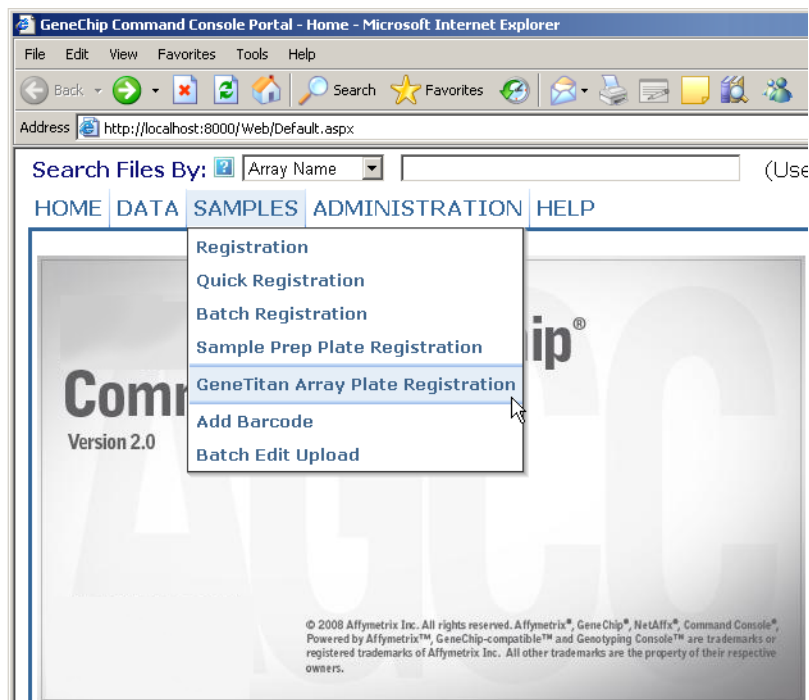 GeneChip Command Console Portal - Home - Microsoft Internet Explorer
File Edit View Favorites Tools Help
Back Search Favorites
Address http://localhost:8000/Web/Default.aspx
Search Files By: ? Array Name (Use
HOME DATA SAMPLES ADMINISTRATION HELP
Registration
Quick Registration
Batch Registration
Sample Prep Plate Registration
ip®
GeneTitan Array Plate Registration
Com
Add Barcode
Version 2.0
Batch Edit Upload
AGCC
© 2008 Affymetrix Inc. All rights reserved. Affymetrix®, GeneChip®, NetAffx®, Command Console®,
Powered by Affymetrix™, GeneChip-compatible™ and Genotyping Console™ are trademarks or
registered trademarks of Affymetrix Inc. All other trademarks are the property of their respective
owners.